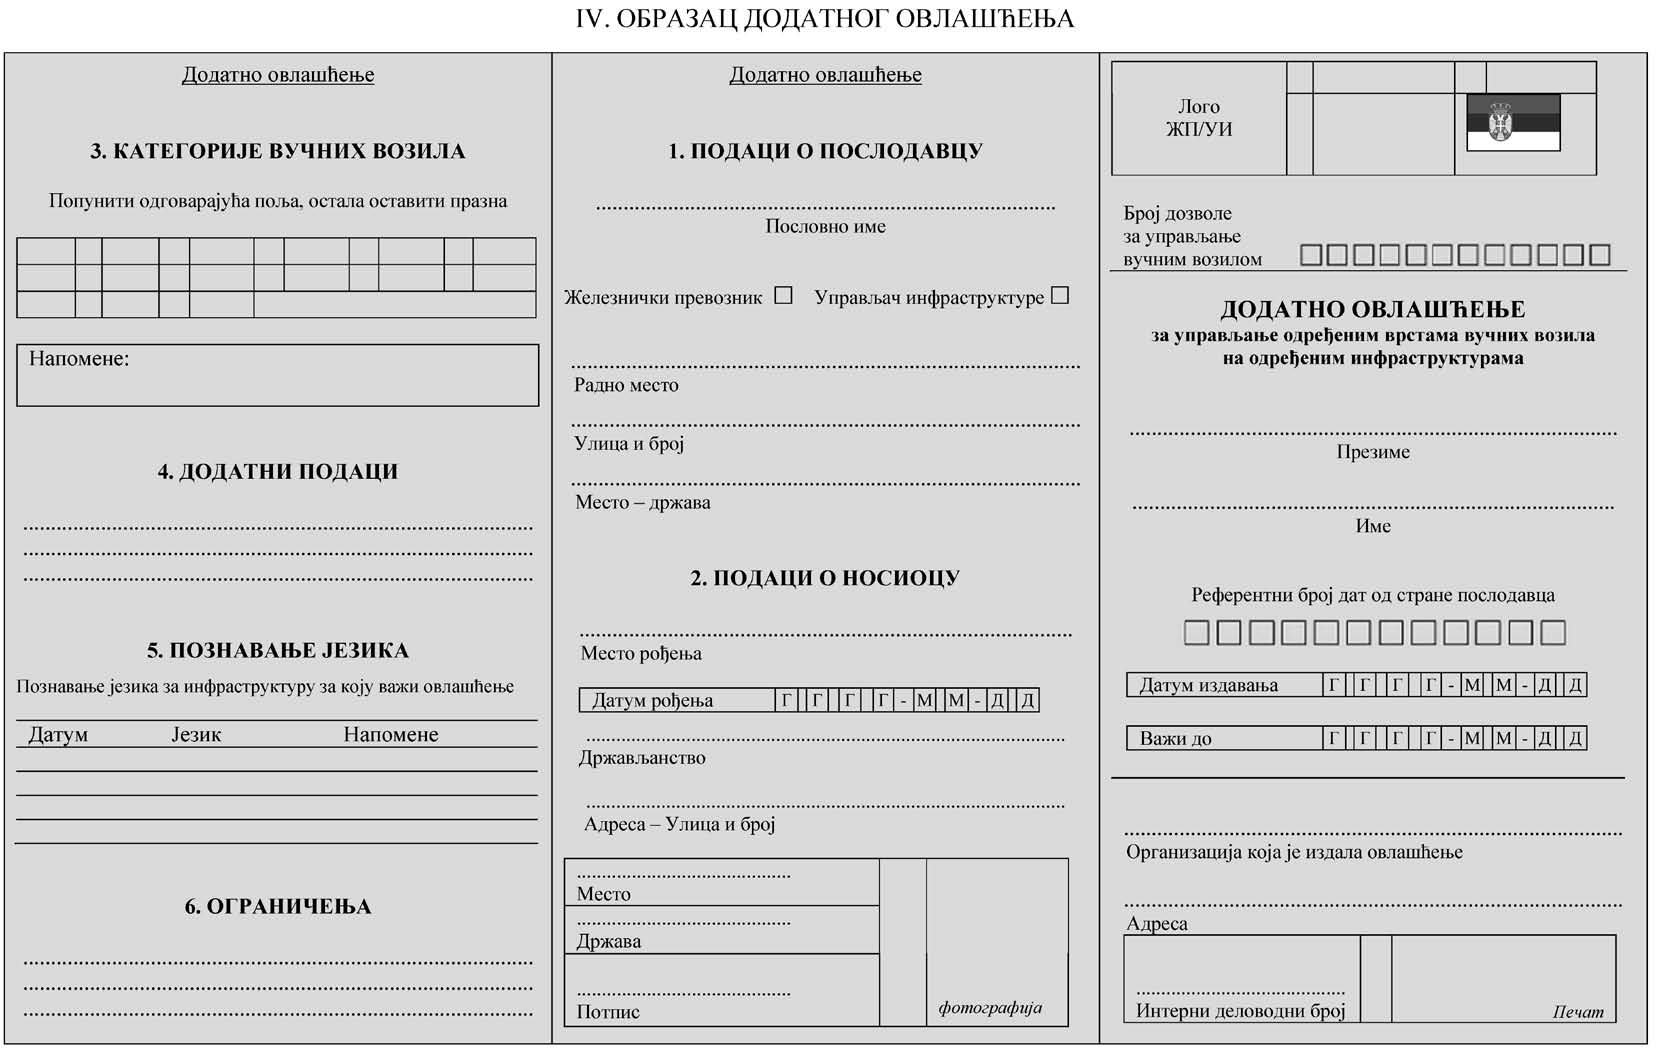 IV. ОБРАЗАЦ ДОДАТНОГ ОВЛАШЋЕЊА
Додатно овлашћење
3. КАТЕГОРИЈЕ ВУЧНИХ ВОЗИЛА
Попунити одговарајућа поља, остала оставити празна
Напомене:
4. ДОДАТНИ ПОДАЦИ
5. ПОЗНАВАЊЕ ЈЕЗИКА
Познавање језика за инфраструктуру за коју важи овлашћење
Датум Језик Напомене
6. ОГРАНИЧЕЊА
Додатно овлашћење
1. ПОДАЦИ О ПОСЛОДАВЦУ
Пословно име
Железнички превозник Управљач инфраструктуре
Радно место
Улица и број
Место – држава
2. ПОДАЦИ О НОСИОЦУ
Место рођења
Датум рођења Г Г Г Г - М М - Д Д
Држављанство
Адреса – Улица и број
Место
Држава
Потпис
фотографија
Лого
ЖП/УИ
Број дозволе
за управљање
вучним возилом
ДОДАТНО ОВЛАШЋЕЊЕ
за управљање одређеним врстама вучних возила
на одређеним инфраструктурама
Презиме
Име
Референтни број дат од стране послодавца
Датум издавања Г Г Г Г - М М - Д Д
Важи до Г Г Г Г - М М - Д Д
Организација која је издала овлашћење
Адреса
Интерни деловодни број
Печат